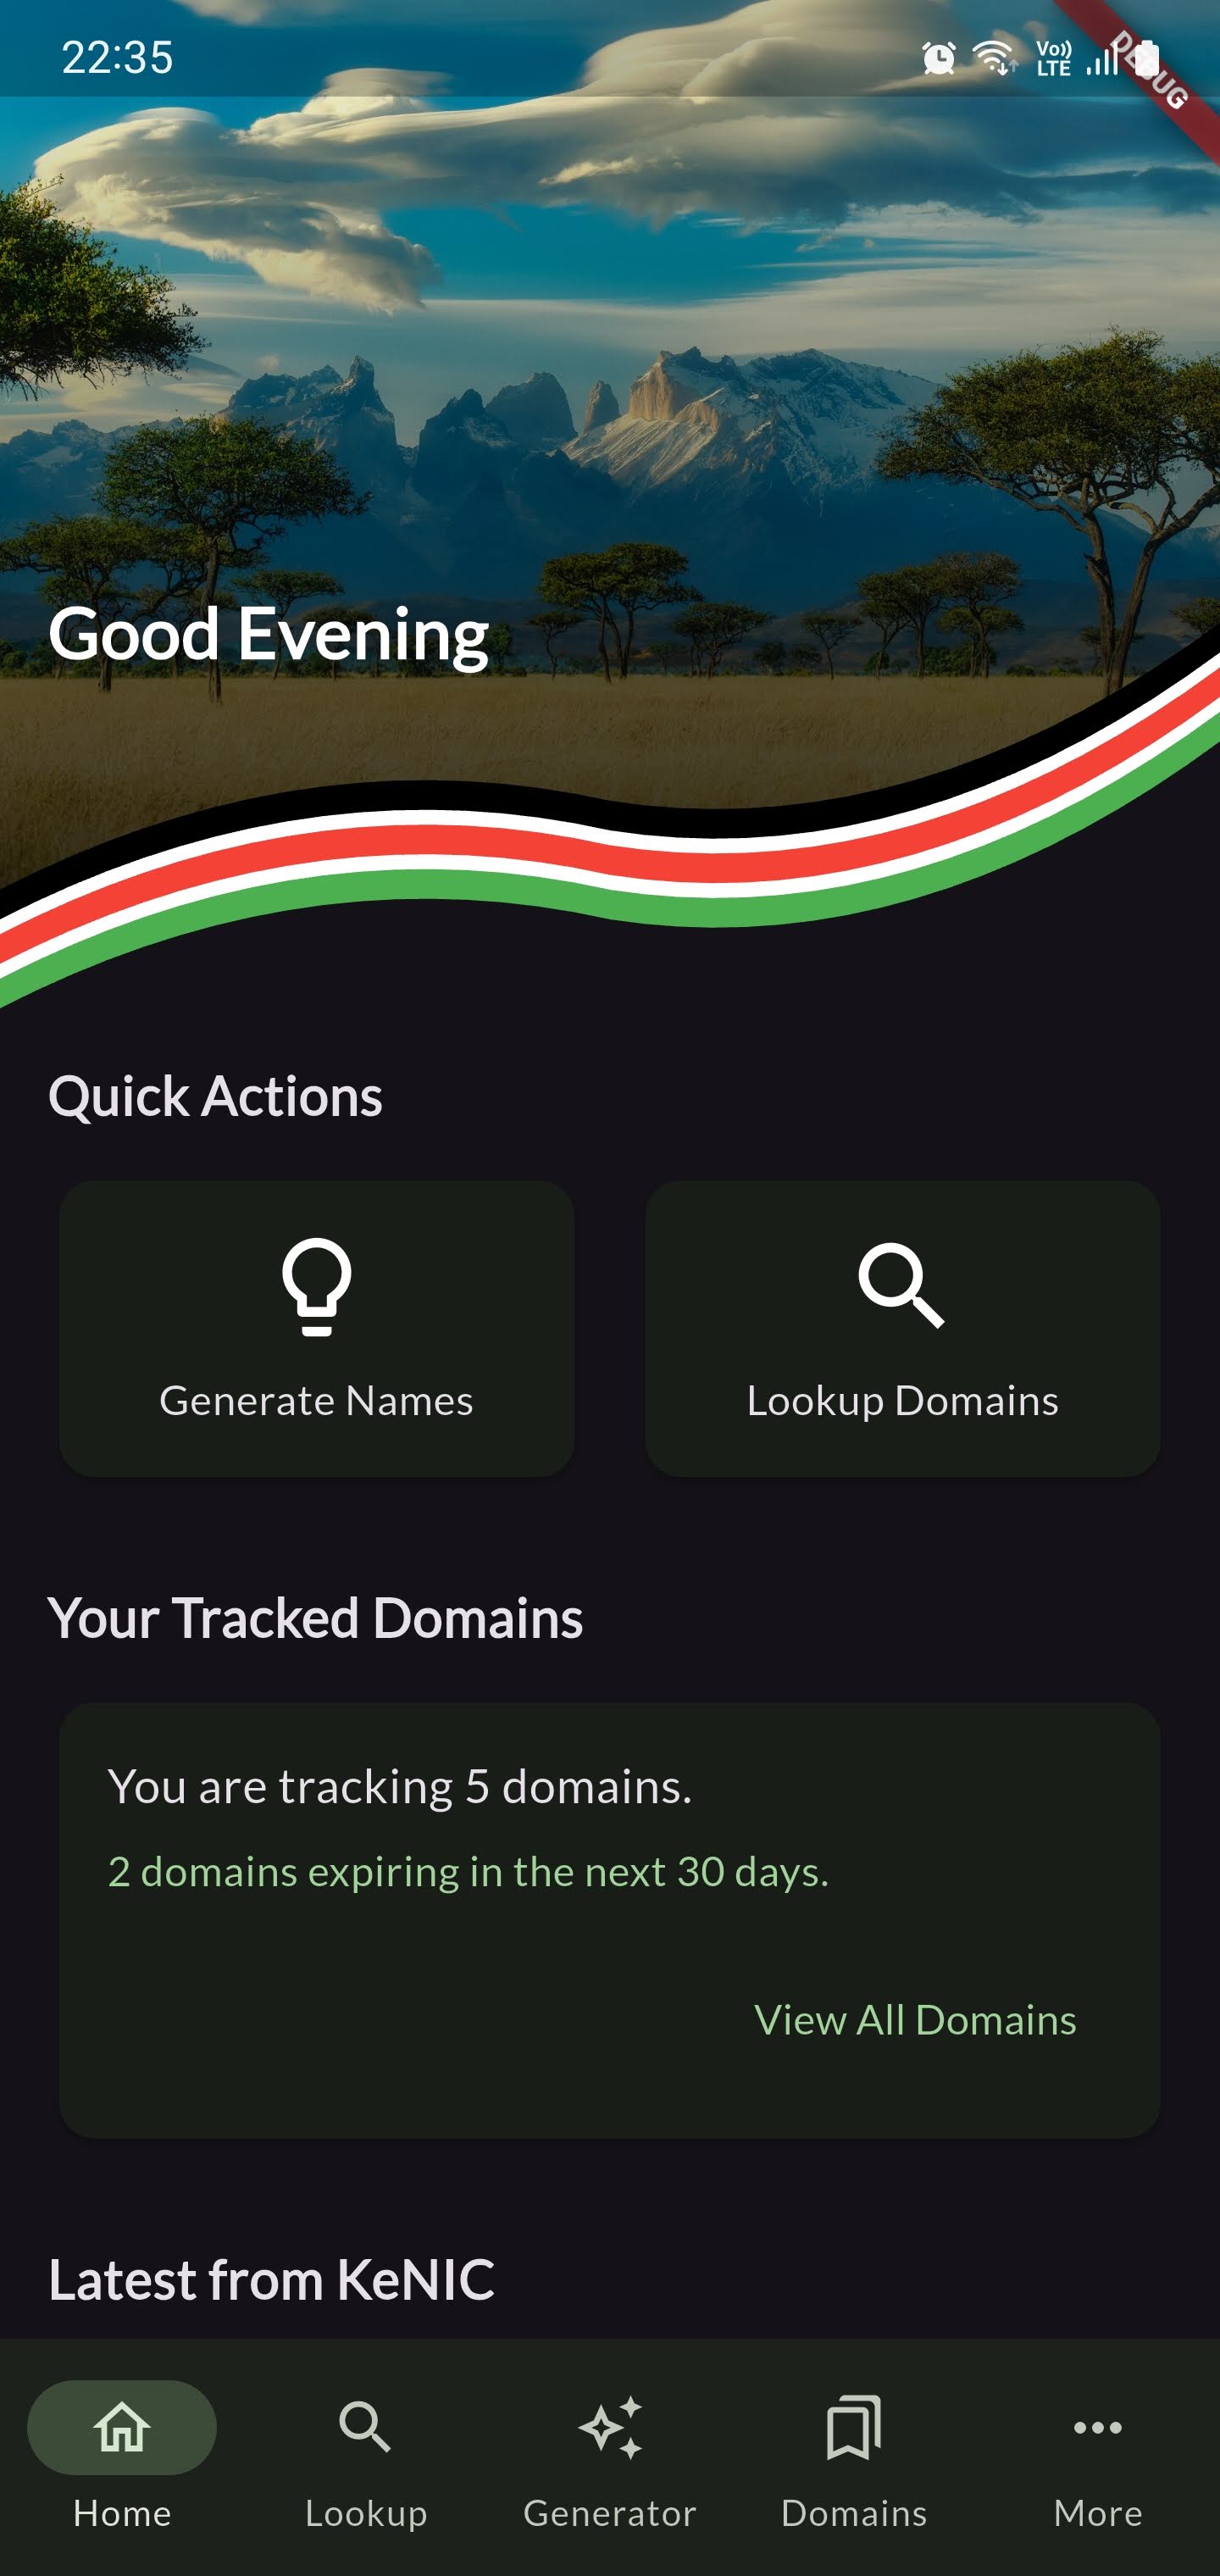 22:35
Vo))
LTE
DEBUG
Good Evening
Quick Actions
Generate Names
Lookup Domains
Your Tracked Domains
You are tracking 5 domains.
2 domains expiring in the next 30 days.
View All Domains
Latest from KeNIC
Home
Lookup
Generator
Domains
More